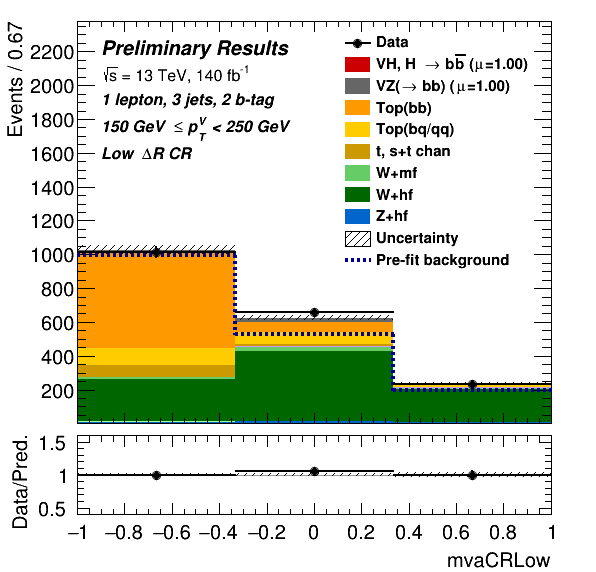 Events / 0.67
2200
2000
1800
1600
1400
1200
1000
800
600
400
200
Preliminary Results
√s = 13 TeV, 140 fb⁻¹
1 lepton, 3 jets, 2 b-tag
150 GeV ≤ p_T^V < 250 GeV
Low ΔR CR
Data
VH, H → bb̅ (μ=1.00)
VZ(→ bb) (μ=1.00)
Top(bb)
Top(bq/qq)
t, s+t chan
W+mf
W+hf
Z+hf
Uncertainty
Pre-fit background
Data/Pred.
1.5
1
0.5
−1 −0.8 −0.6 −0.4 −0.2 0 0.2 0.4 0.6 0.8 1
mvaCRLow